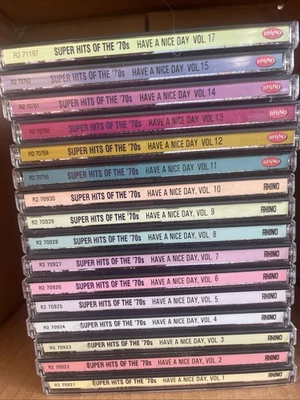 R2 71197 SUPER HITS OF THE '70s HAVE A NICE DAY, VOL. 17 RHINO
R2 70762 SUPER HITS OF THE '70s HAVE A NICE DAY, VOL. 15 RHINO
R2 70761 SUPER HITS OF THE '70s HAVE A NICE DAY, VOL. 14 RHINO
R2 70760 SUPER HITS OF THE '70s HAVE A NICE DAY, VOL. 13 RHINO
R2 70759 SUPER HITS OF THE '70s HAVE A NICE DAY, VOL. 12 RHINO
SUPER HITS OF THE '70s HAVE A NICE DAY, VOL. 11 RHINO
R2 70930 SUPER HITS OF THE '70s HAVE A NICE DAY, VOL. 10 RHINO
R2 70929 SUPER HITS OF THE '70s HAVE A NICE DAY, VOL. 9 RHINO
R2 70928 SUPER HITS OF THE '70s HAVE A NICE DAY, VOL. 8 RHINO
R2 70927 SUPER HITS OF THE '70s HAVE A NICE DAY, VOL. 7 RHINO
R2 70926 SUPER HITS OF THE '70s HAVE A NICE DAY, VOL. 6 RHINO
R2 70925 SUPER HITS OF THE '70s HAVE A NICE DAY, VOL. 5 RHINO
R2 70924 SUPER HITS OF THE '70s HAVE A NICE DAY, VOL. 4 RHINO
R2 70923 SUPER HITS OF THE '70s HAVE A NICE DAY, VOL. 3 RHINO
R2 70922 SUPER HITS OF THE '70s HAVE A NICE DAY, VOL. 2 RHINO
R2 70921 SUPER HITS OF THE '70s HAVE A NICE DAY, VOL. 1 RHINO